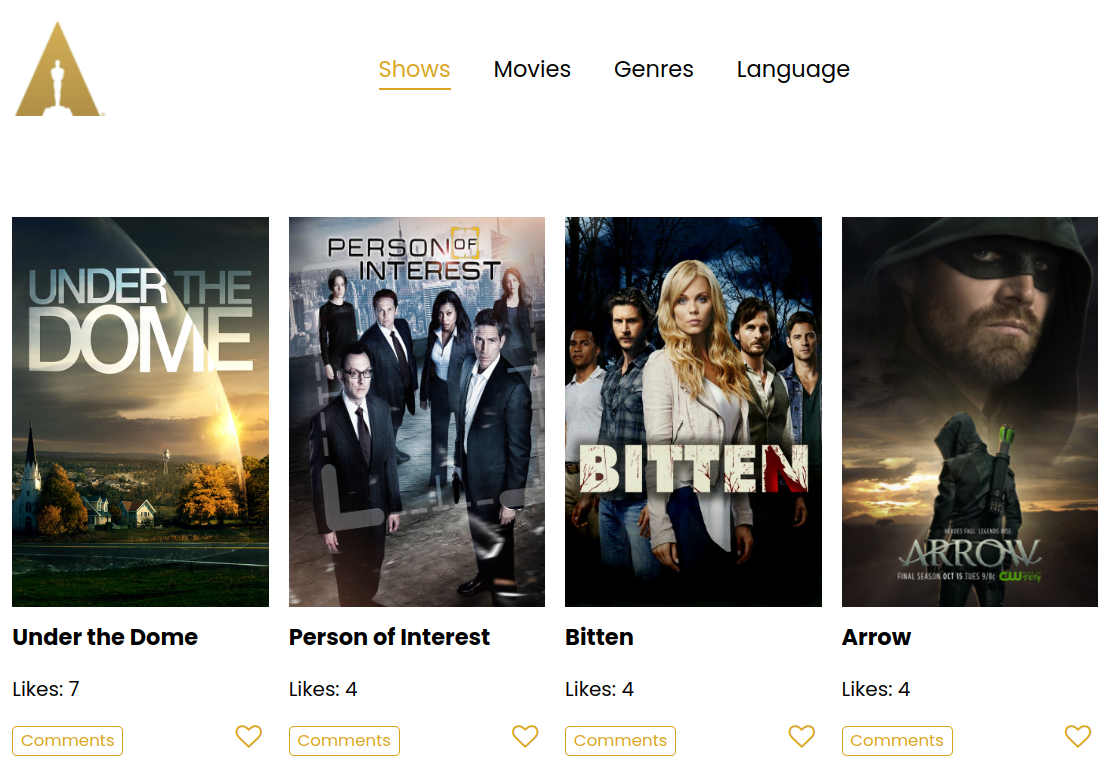 Shows Movies Genres Language
UNDER THE
DOME
PERSON OF
INTEREST
BITTEN
HEROES FALL. LEGENDS RISE.
ARROW
FINAL SEASON OCT 15 TUES 9/8c CW
Under the Dome Person of Interest Bitten Arrow
Likes: 7 Likes: 4 Likes: 4 Likes: 4
Comments Comments Comments Comments